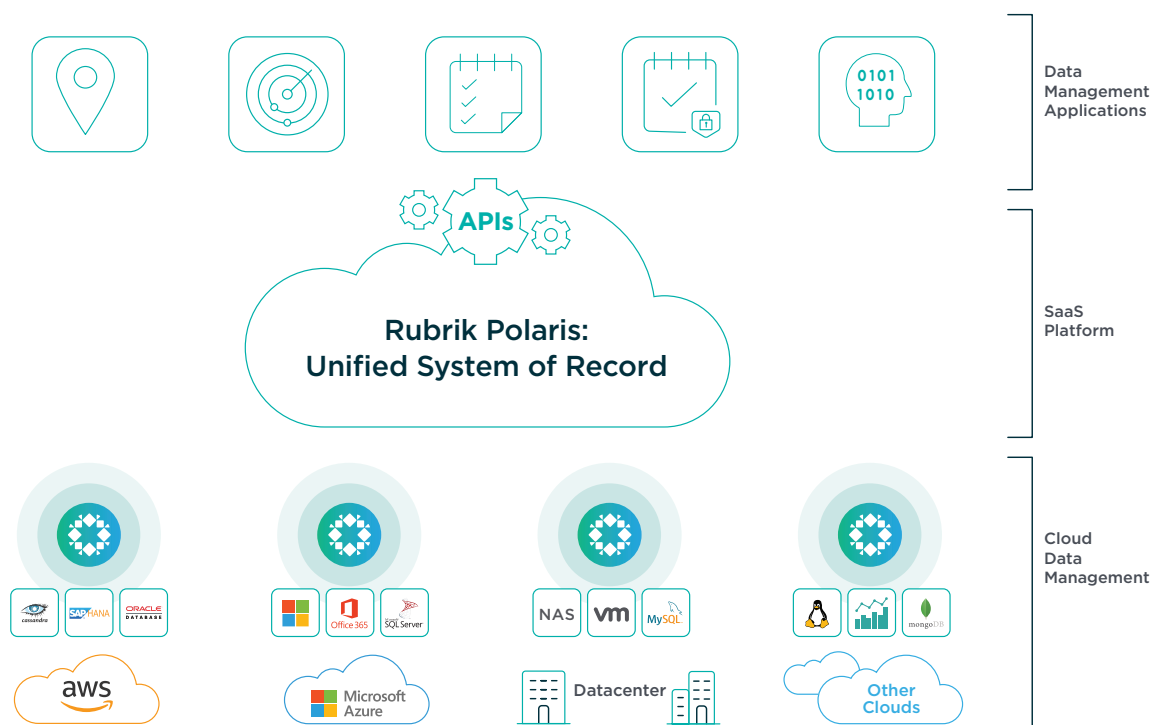 0101
1010
Data
Management
Applications
APIs
Rubrik Polaris:
Unified System of Record
SaaS
Platform
Cloud
Data
Management
cassandra
SAP HANA
ORACLE
DATABASE
Office 365
SQL Server
NAS
vm
MySQL
mongoDB
aws
Microsoft
Azure
Datacenter
Other
Clouds